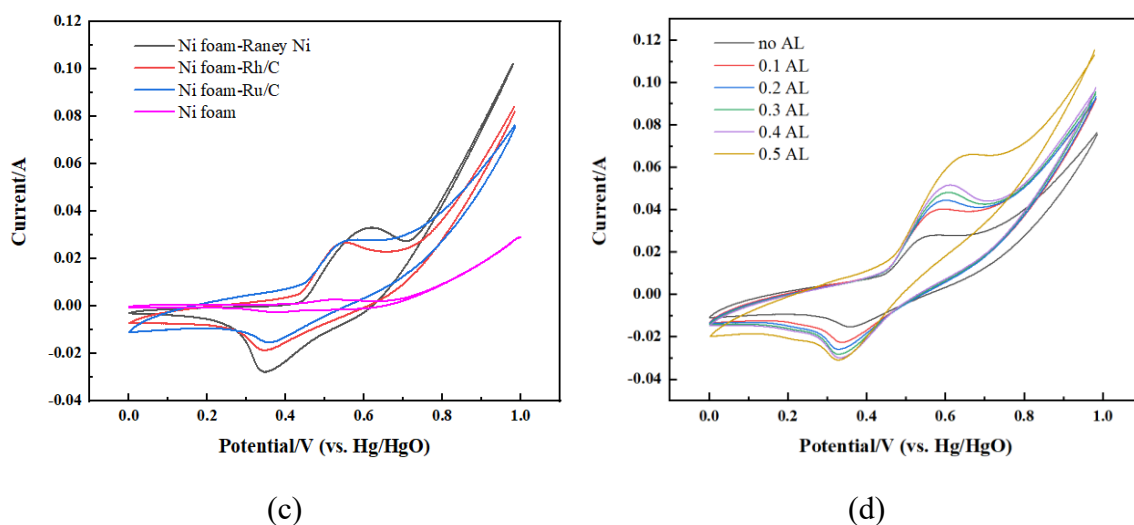 0.12
0.10
0.08
0.06
0.04
0.02
0.00
-0.02
-0.04
Current/A
Ni foam-Raney Ni
Ni foam-Rh/C
Ni foam-Ru/C
Ni foam
0.0 0.2 0.4 0.6 0.8 1.0
Potential/V (vs. Hg/HgO)
(c)
0.12
0.10
0.08
0.06
0.04
0.02
0.00
-0.02
-0.04
Current/A
no AL
0.1 AL
0.2 AL
0.3 AL
0.4 AL
0.5 AL
0.0 0.2 0.4 0.6 0.8 1.0
Potential/V (vs. Hg/HgO)
(d)